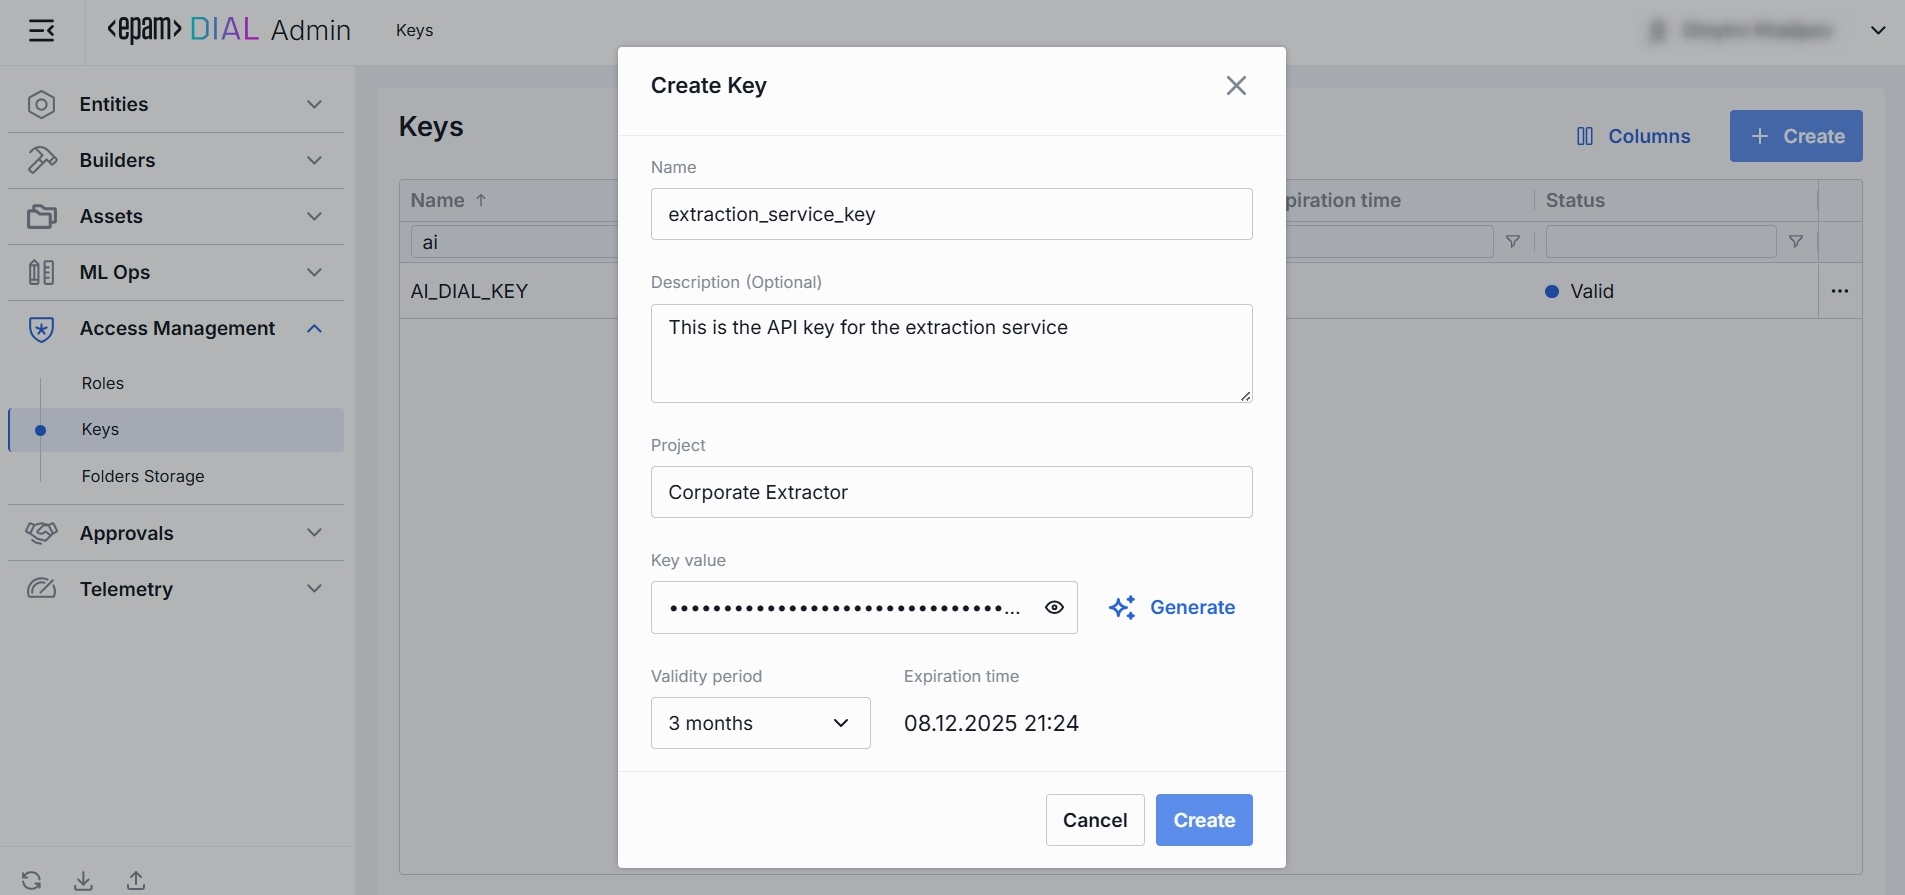 <epam> DIAL Admin
Keys
Entities
Builders
Assets
ML Ops
Access Management
Roles
Keys
Folders Storage
Approvals
Telemetry
Keys
Columns
+ Create
Name ↑
piration time
Status
ai
AI_DIAL_KEY
Valid
...
Create Key
Name
extraction_service_key
Description (Optional)
This is the API key for the extraction service
Project
Corporate Extractor
Key value
••••••••••••••••••••••••••••••• ...
Generate
Validity period
Expiration time
3 months
08.12.2025 21:24
Cancel
Create